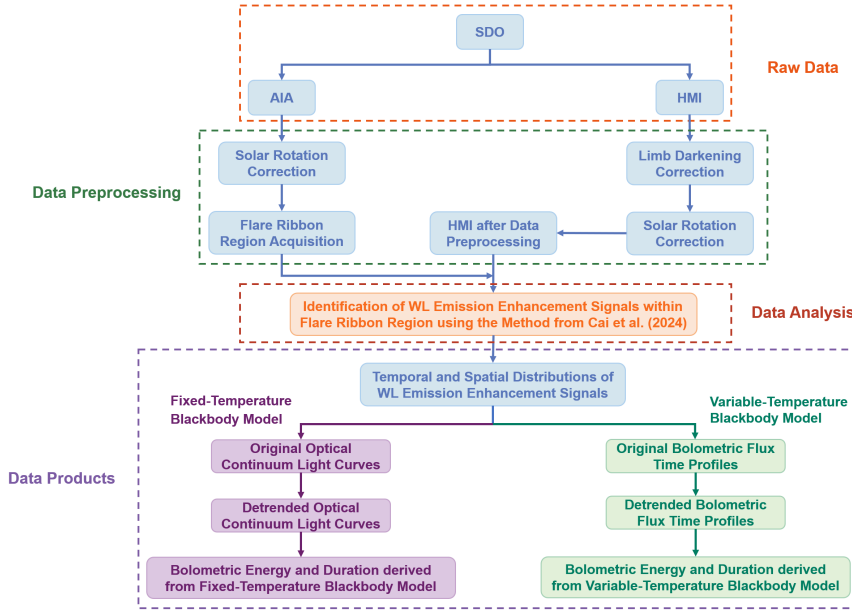 SDO
Raw Data
AIA
HMI
Data Preprocessing
Solar Rotation
Correction
Limb Darkening
Correction
Flare Ribbon
Region Acquisition
HMI after Data
Preprocessing
Solar Rotation
Correction
Identification of WL Emission Enhancement Signals within
Flare Ribbon Region using the Method from Cai et al. (2024)
Data Analysis
Temporal and Spatial Distributions of
WL Emission Enhancement Signals
Fixed-Temperature
Blackbody Model
Variable-Temperature
Blackbody Model
Data Products
Original Optical
Continuum Light Curves
Original Bolometric Flux
Time Profiles
Detrended Optical
Continuum Light Curves
Detrended Bolometric
Flux Time Profiles
Bolometric Energy and Duration derived
from Fixed-Temperature Blackbody Model
Bolometric Energy and Duration derived
from Variable-Temperature Blackbody Model